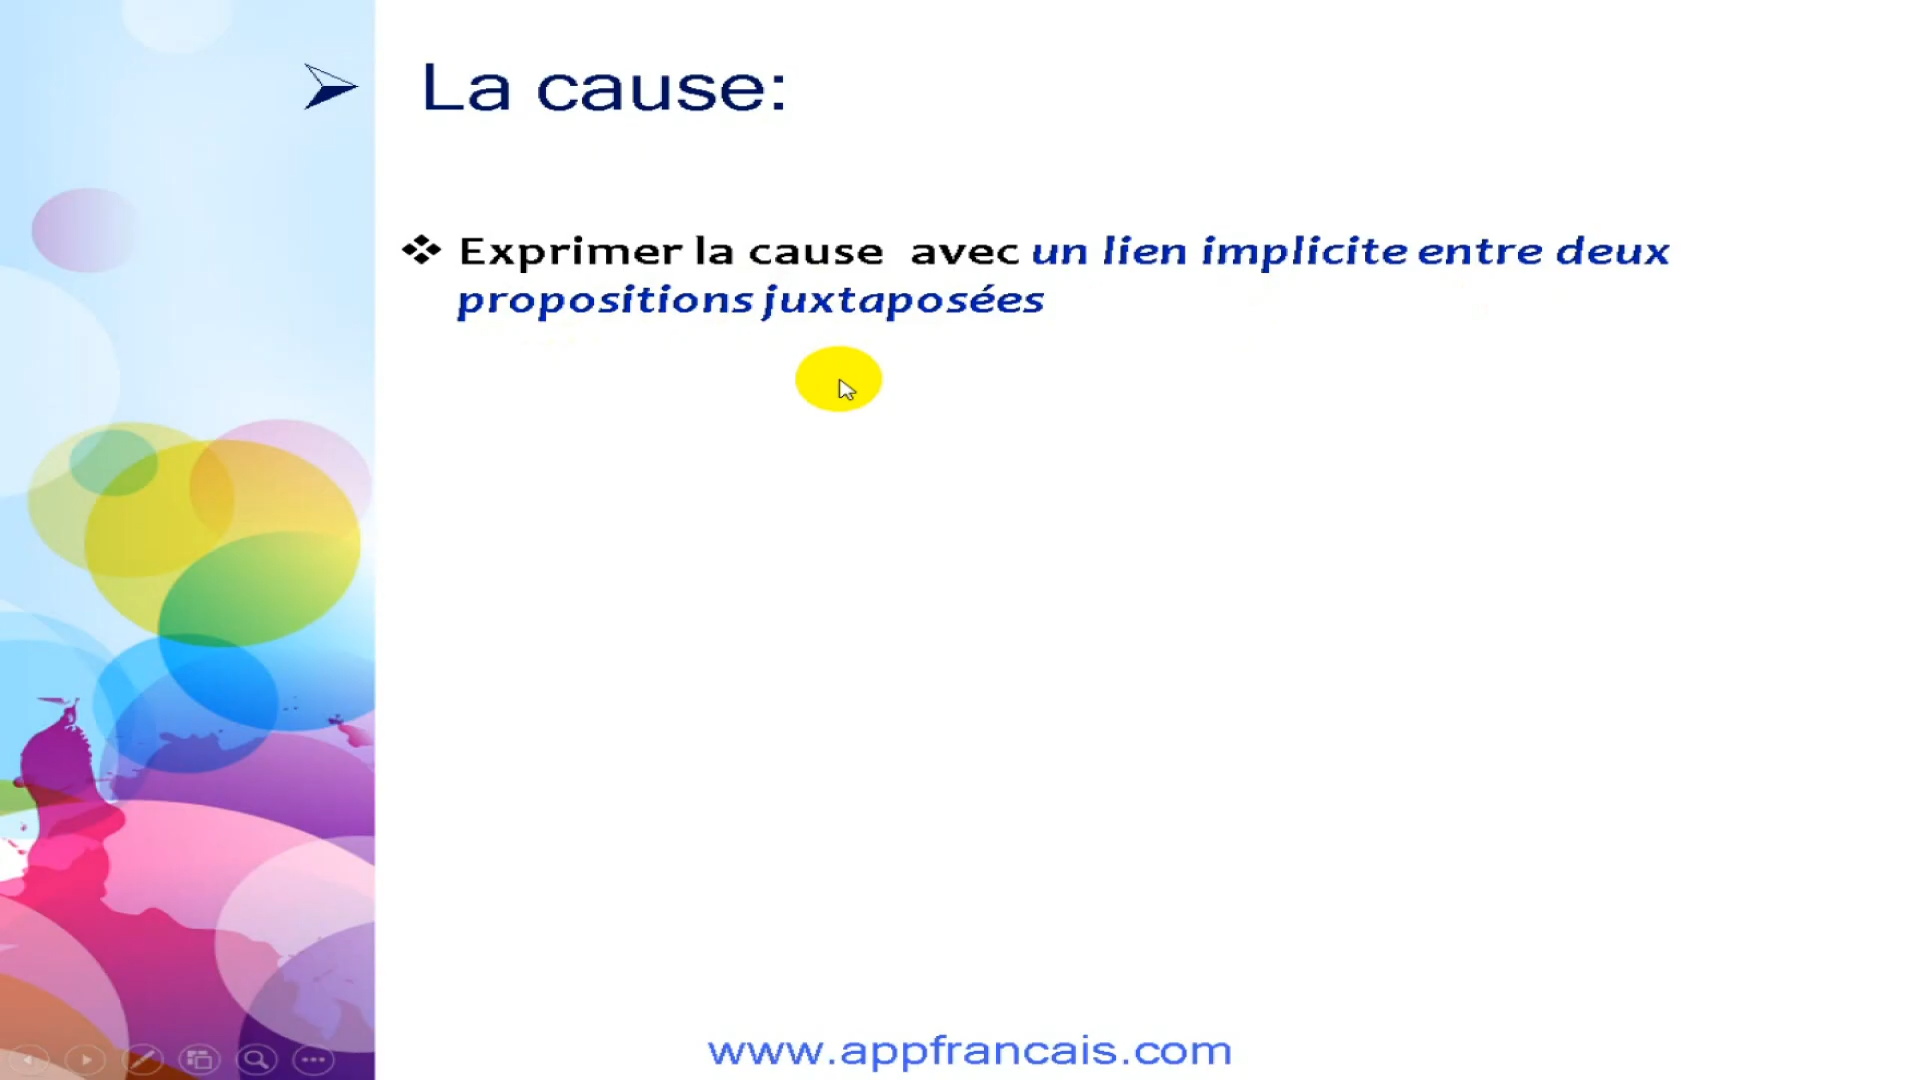 La cause:
Exprimer la cause avec un lien implicite entre deux
propositions juxtaposées
www.appfrancais.com